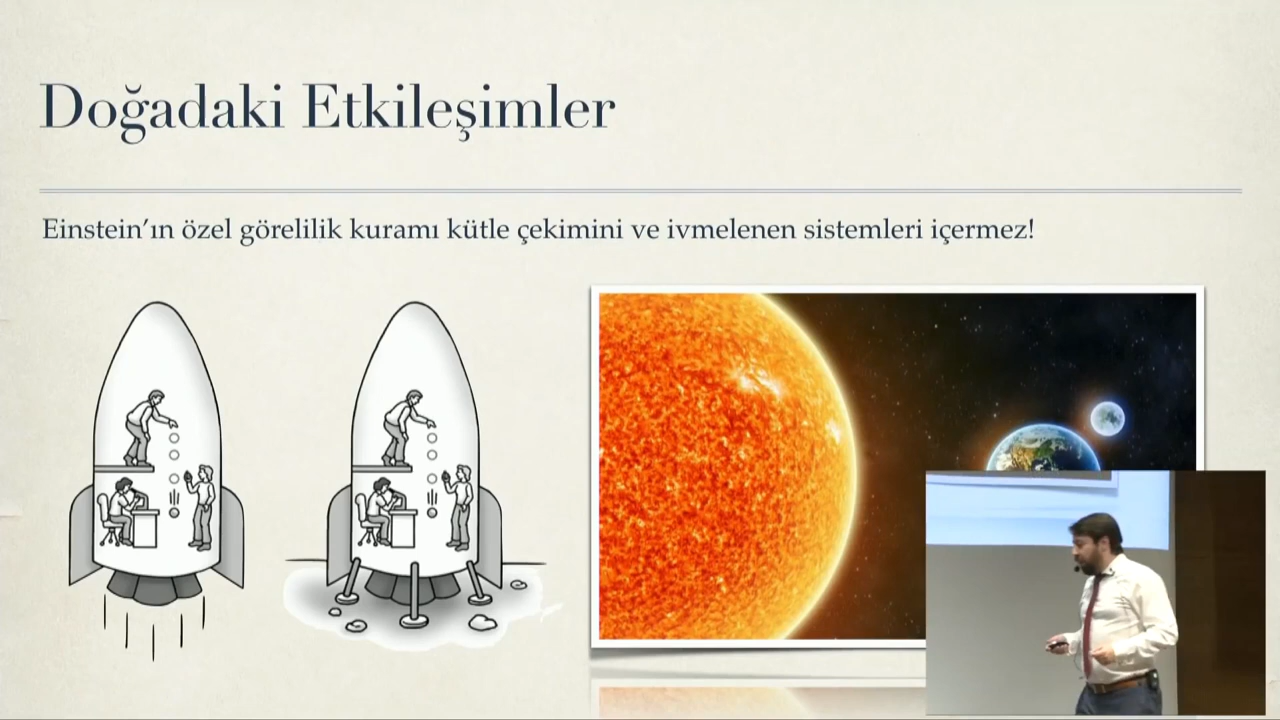 Doğadaki Etkileşimler
Einstein’ın özel görelilik kuramı kütle çekimini ve ivmelenen sistemleri içermez!